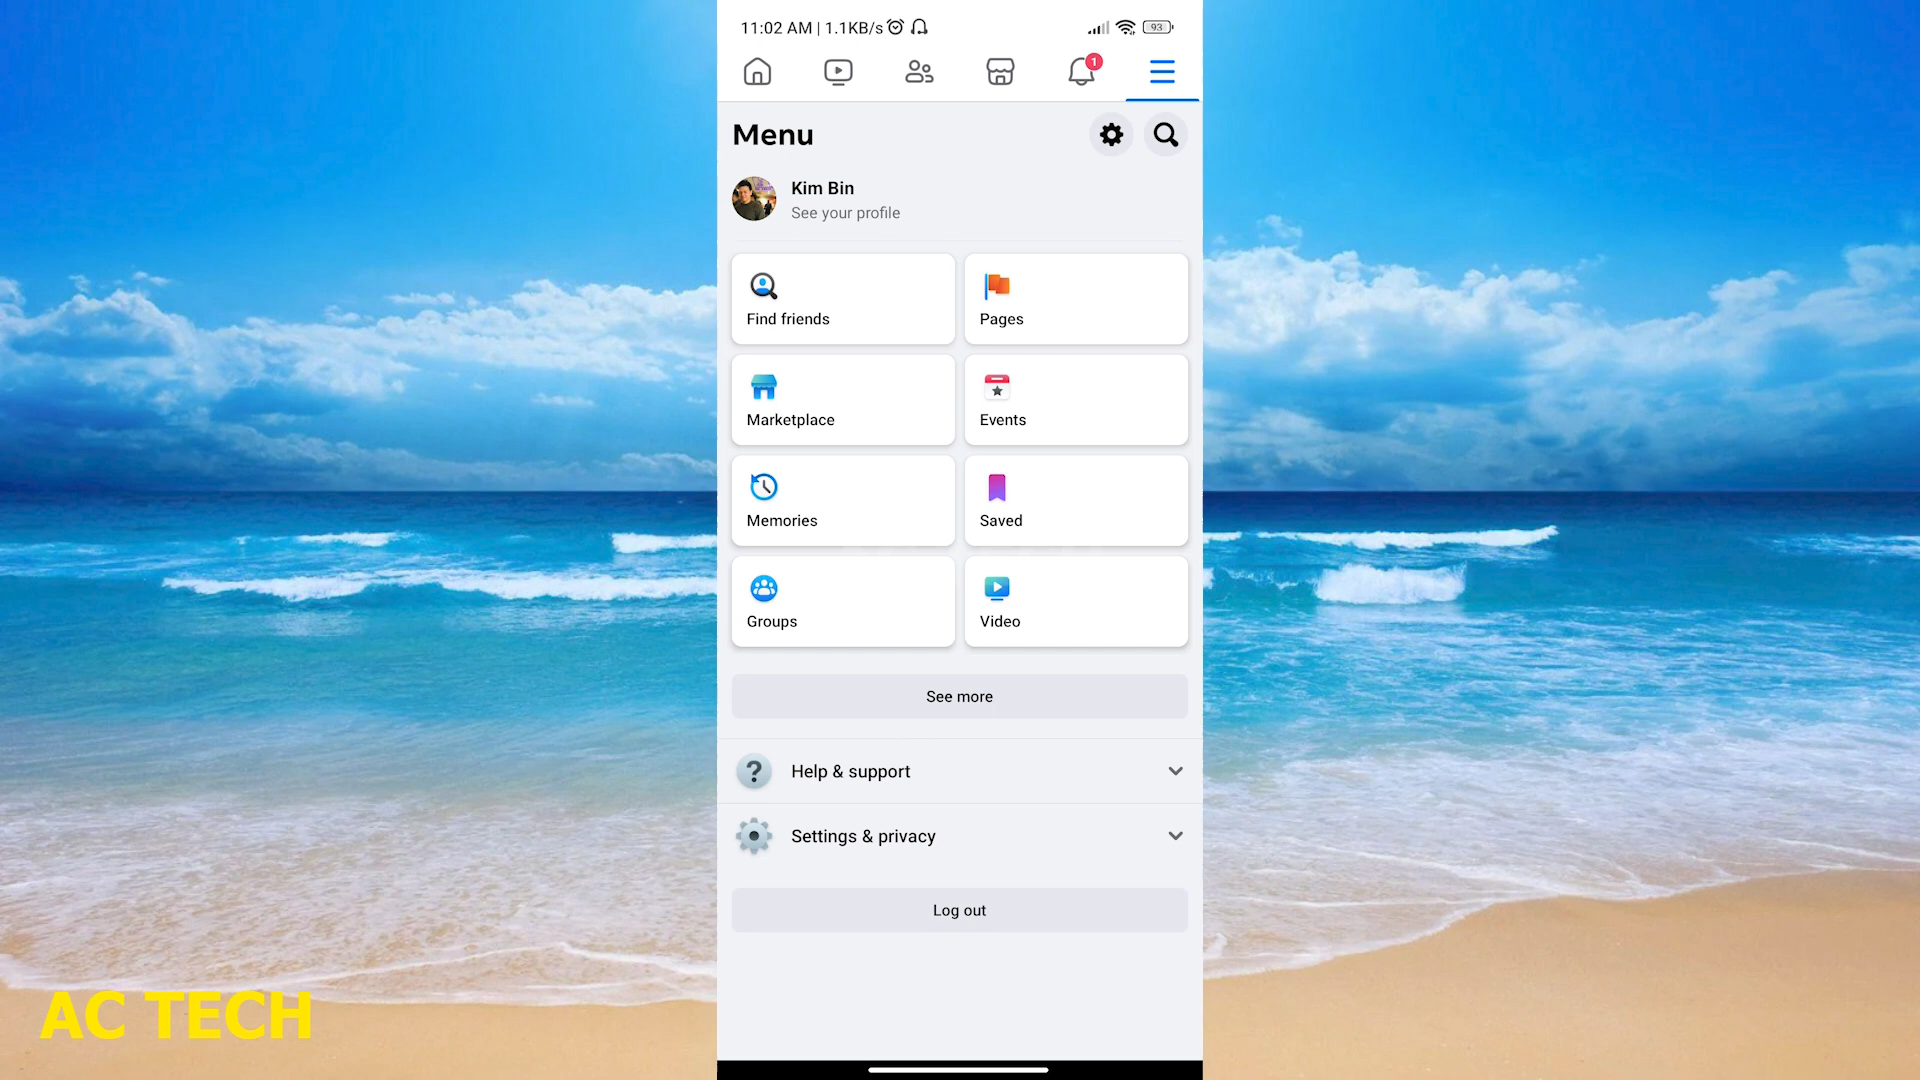 11:02 AM | 1.1KB/s
93
1
Menu
Kim Bin
See your profile
Find friends
Pages
Marketplace
Events
Memories
Saved
Groups
Video
See more
? Help & support
Settings & privacy
Log out
AC TECH